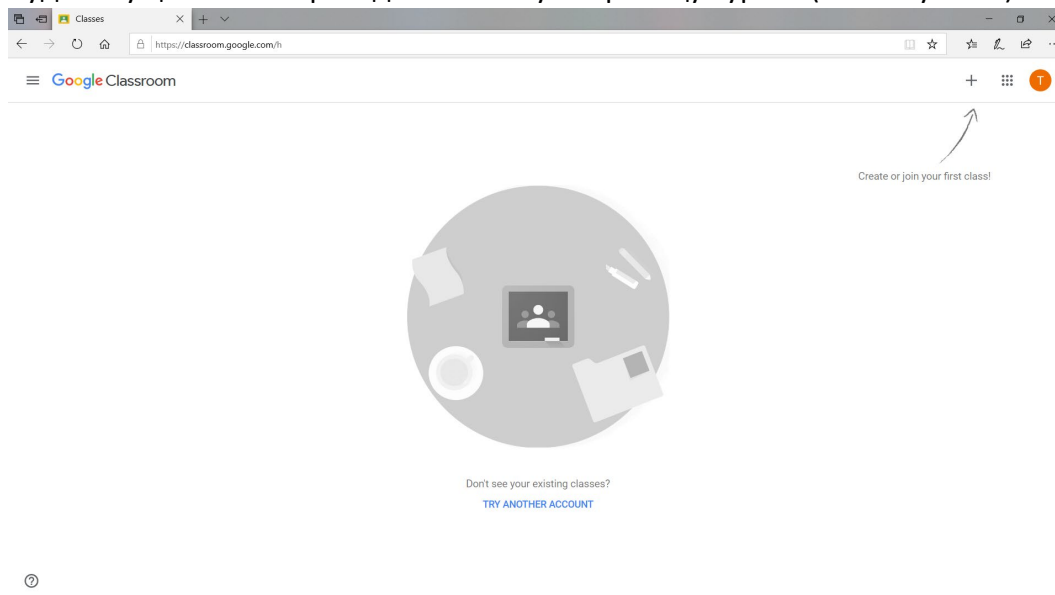 Classes
https://classroom.google.com/h
Google Classroom
T
Create or join your first class!
Don't see your existing classes?
TRY ANOTHER ACCOUNT